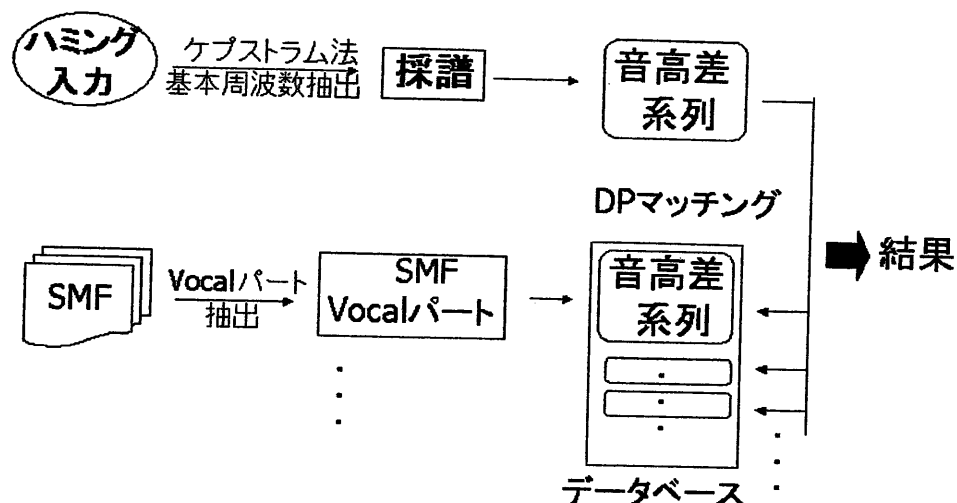 ハミング
入力
ケプストラム法
基本周波数抽出
採譜
音高差
系列
DPマッチング
SMF
Vocalパート
抽出
SMF
Vocalパート
音高差
系列
結果
データベース